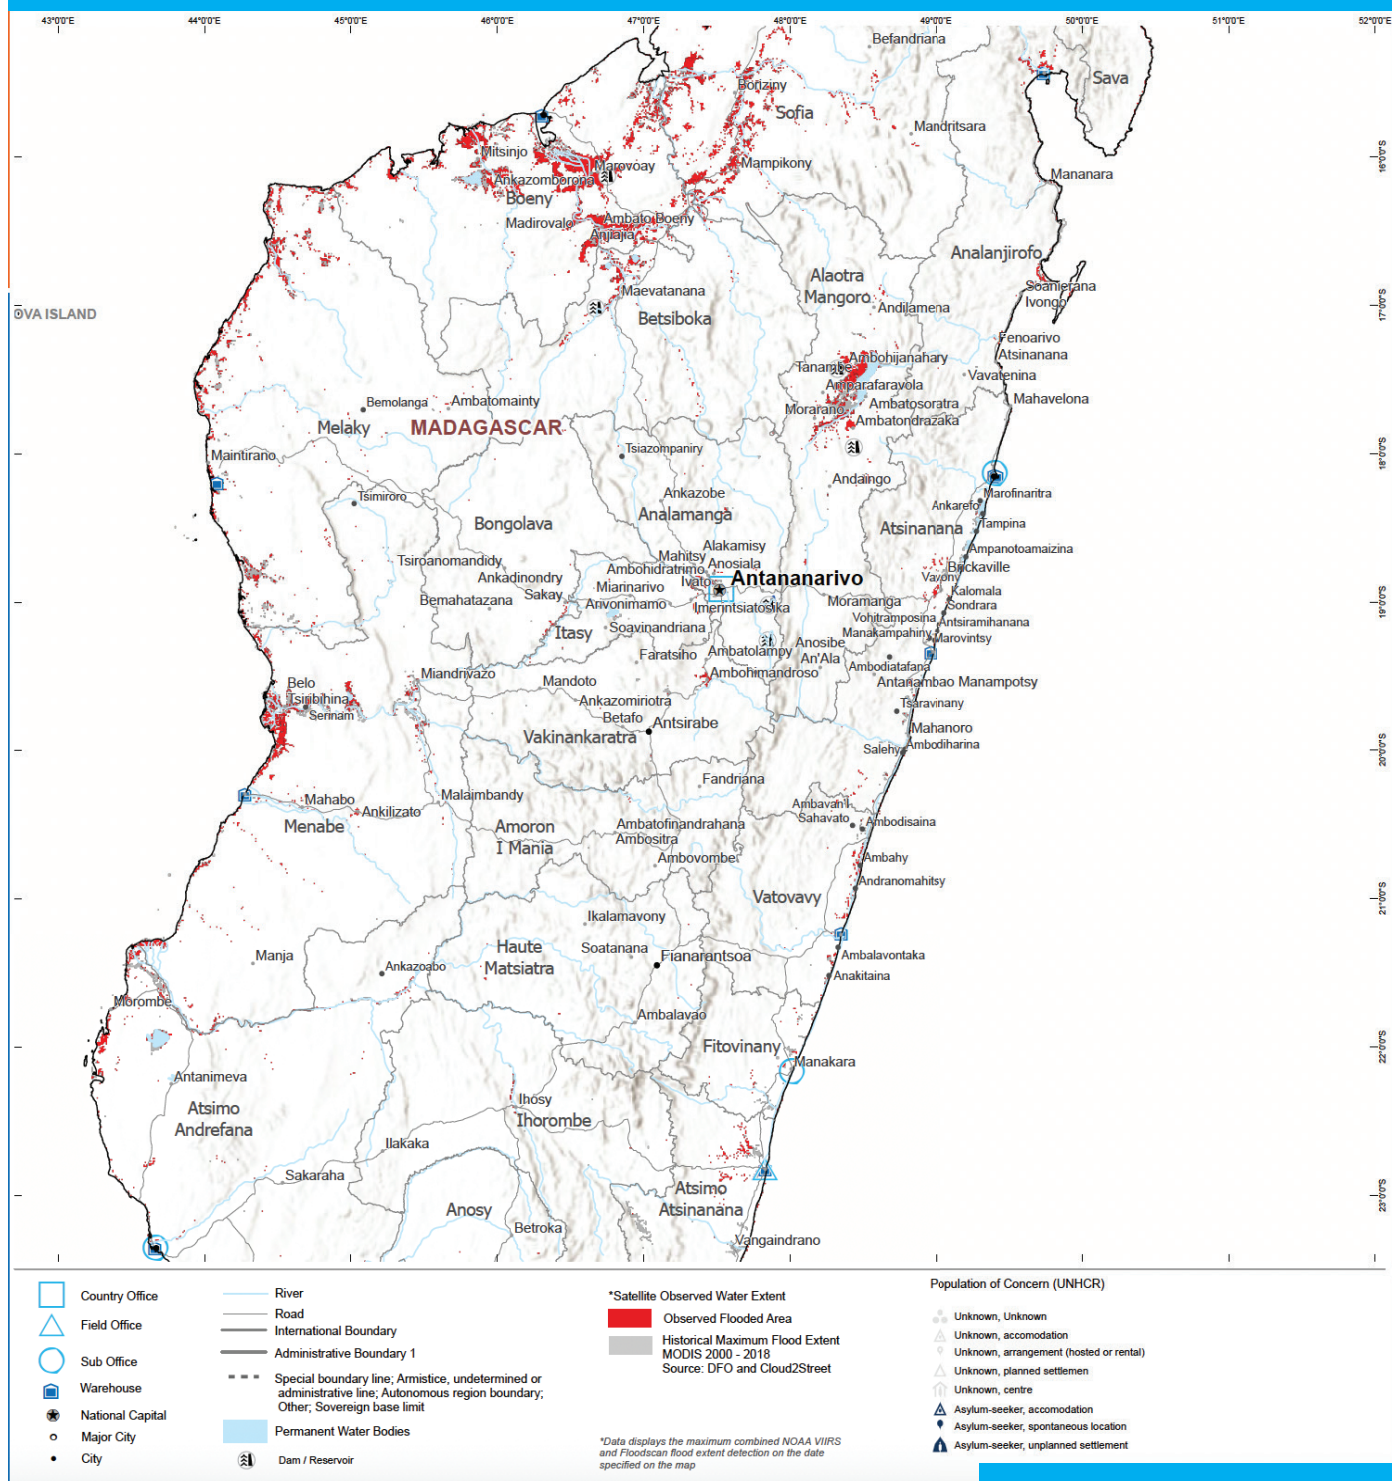 43°0'0"E 44°0'0"E 45°0'0"E 46°0'0"E 47°0'0"E 48°0'0"E 49°0'0"E 50°0'0"E 51°0'0"E 52°0'0"E
Befandriana
Sava
Boriziny
Sofia
Mandritsara
Mitsinjo
Marovoay
Mampikony
16°0'0"S
Ankazomborona
Mananara
Boeny
Madirovalo
Ambato Boeny
Anjiajia
Analanjirofo
Alaotra
Mangoro
Soanierana
Ivongo
Maevatanana
Andilamena
17°0'0"S
OVA ISLAND
Betsiboka
Fenoarivo
Atsinanana
Ambohijanahary
Tanambe
Vavatenina
Amparafaravola
Bemolanga
Ambatomainty
Morarano
Ambatosoratra
Mahavelona
Ambatondrazaka
Melaky
MADAGASCAR
Tsiazompaniry
18°0'0"S
Maintirano
Andaingo
Tsimiroro
Ankazobe
Marofinaritra
Ankarefo
Analamanga
Bongolava
Atsinanana
Tampina
Alakamisy
Ampanotoamaizina
Mahitsy
Anosiala
Tsiroanomandidy
Ambohidratrimo
Brickaville
Ankadinondry
Ivato
Antananarivo
Vavony
Miarinarivo
Kalomala
Sakay
Bemahatazana
Arivonimamo
Imerintsiatosika
Moramanga
Sondrara
19°0'0"S
Vohitramposina
Antsiramihanana
Itasy
Soavinandriana
Manakampahiny
Marovintsy
Anosibe
An'Ala
Faratsiho
Ambatolampy
Ambodiatafana
Miandrivazo
Ambohimandroso
Belo
Tsiribihina
Mandoto
Antanambao Manampotsy
Ankazomiriotra
Tsaravinany
Serinam
Betafo
Antsirabe
Mahanoro
Vakinankaratra
Salehy
Ambodiharina
20°0'0"S
Fandriana
Mahabo
Malaimbandy
Ankilizato
Ambavan'I
Sahavato
Menabe
Amoron
I Mania
Ambatofinandrahana
Ambodisaina
Ambositra
Ambovombe
Ambahy
Andranomahitsy
Vatovavy
21°0'0"S
Ikalamavony
Haute
Matsiatra
Soatanana
Fianarantsoa
Manja
Ankazoabo
Ambalavontaka
Anakitaina
Morombe
Ambalavao
Fitovinany
22°0'0"S
Manakara
Antanimeva
Ihosy
Atsimo
Andrefana
Ihorombe
Ilakaka
Sakaraha
Atsimo
Atsinanana
23°0'0"S
Anosy
Betroka
Vangaindrano
Country Office
Field Office
Sub Office
Warehouse
National Capital
Major City
City
River
Road
International Boundary
Administrative Boundary 1
Special boundary line; Armistice, undetermined or
administrative line; Autonomous region boundary;
Other; Sovereign base limit
Permanent Water Bodies
Dam / Reservoir
*Satellite Observed Water Extent
Observed Flooded Area
Historical Maximum Flood Extent
MODIS 2000 - 2018
Source: DFO and Cloud2Street
*Data displays the maximum combined NOAA VIIRS
and Floodscan flood extent detection on the date
specified on the map
Population of Concern (UNHCR)
Unknown, Unknown
Unknown, accomodation
Unknown, arrangement (hosted or rental)
Unknown, planned settlemen
Unknown, centre
Asylum-seeker, accomodation
Asylum-seeker, spontaneous location
Asylum-seeker, unplanned settlement